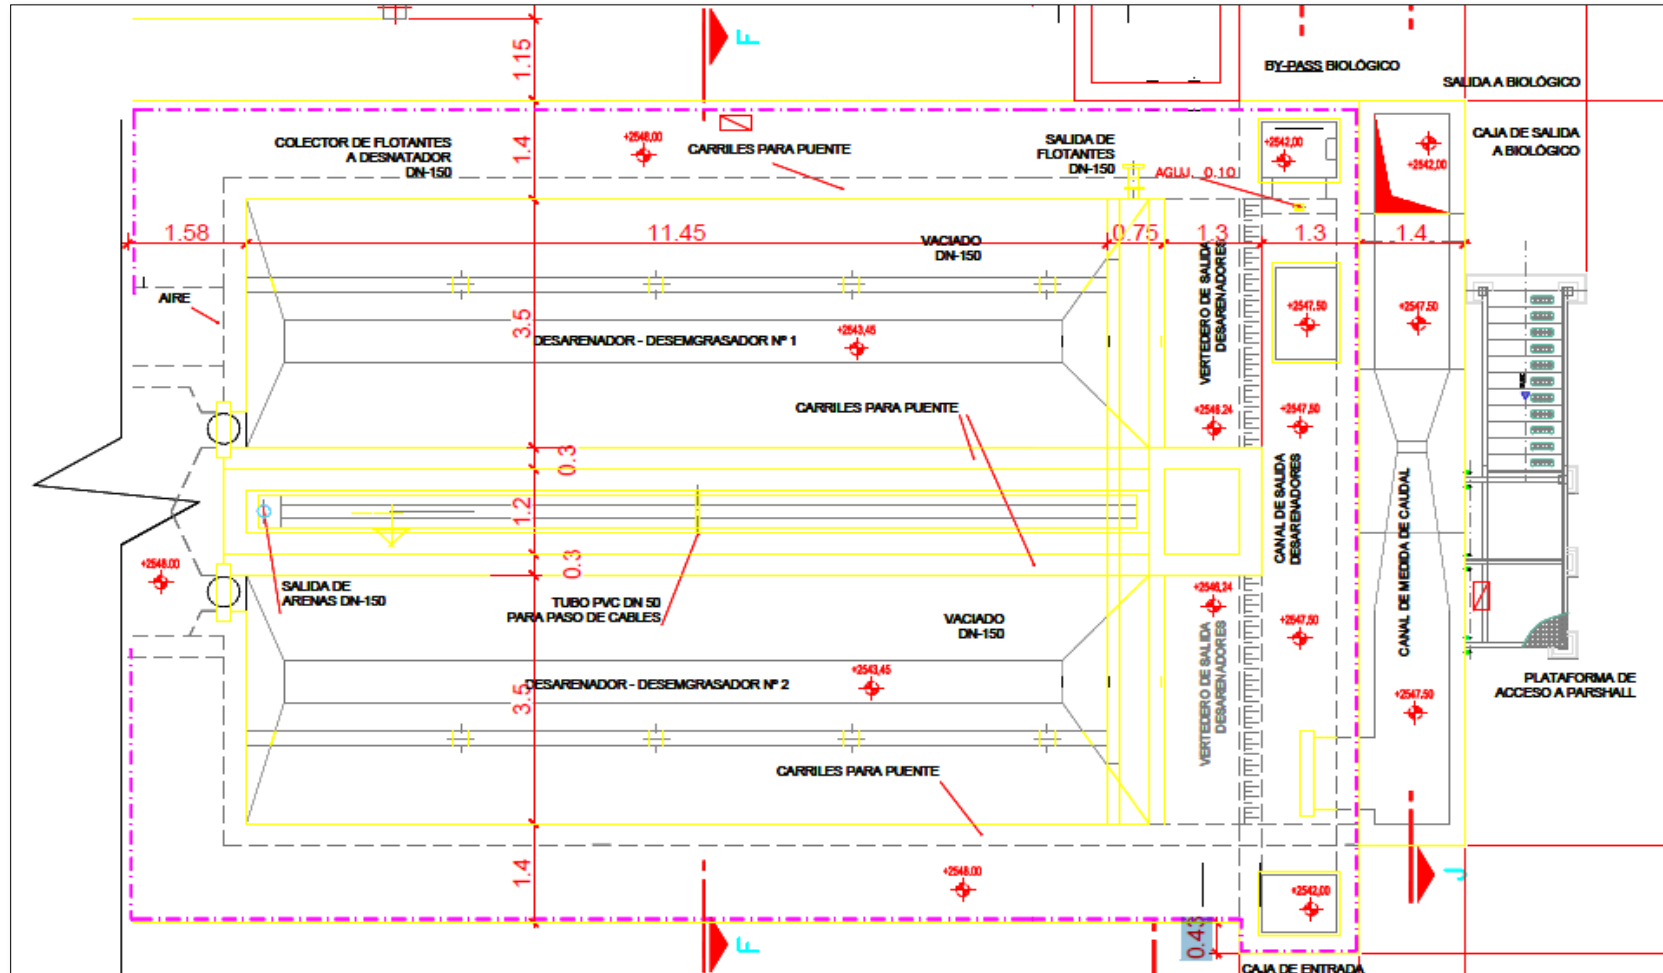 F
1.15
BY-PASS BIOLÓGICO
SALIDA A BIOLÓGICO
COLECTOR DE FLOTANTES
A DESNATADOR
DN-150
1.4
+2548,00
CARRILES PARA PUENTE
SALIDA DE
FLOTANTES
DN-150
AGUJ. 0.10
+2542,00
CAJA DE SALIDA
A BIOLÓGICO
+2542,00
1.58
11.45
0.75
1.3
1.3
1.4
VACIADO
DN-150
VERTEDERO DE SALIDA
DESARENADORES
AIRE
3.5
DESARENADOR - DESEMGRASADOR Nº 1
+2543,45
+2547,50
+2547,50
CARRILES PARA PUENTE
+2546.24
+2547,50
0.3
1.2
0.3
CANAL DE SALIDA
DESARENADORES
CANAL DE MEDIDA DE CAUDAL
+2548.00
SALIDA DE
ARENAS DN-150
TUBO PVC DN 50
PARA PASO DE CABLES
VACIADO
DN-150
+2546,24
+2547,50
VERTEDERO DE SALIDA
DESARENADORES
3.5
DESARENADOR - DESEMGRASADOR Nº 2
+2543,45
+2547,50
PLATAFORMA DE
ACCESO A PARSHALL
CARRILES PARA PUENTE
1.4
+2548.00
+2542,00
J
F
0.43
CAJA DE ENTRADA